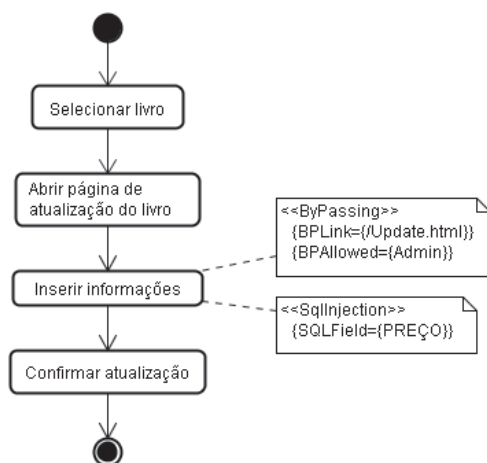 Selecionar livro
Abrir página de
atualização do livro
<<ByPassing>>
{BPLink={/Update.html}}
{BPAllowed={Admin}}
Inserir informações
<<SqlInjection>>
{SQLField={PREÇO}}
Confirmar atualização